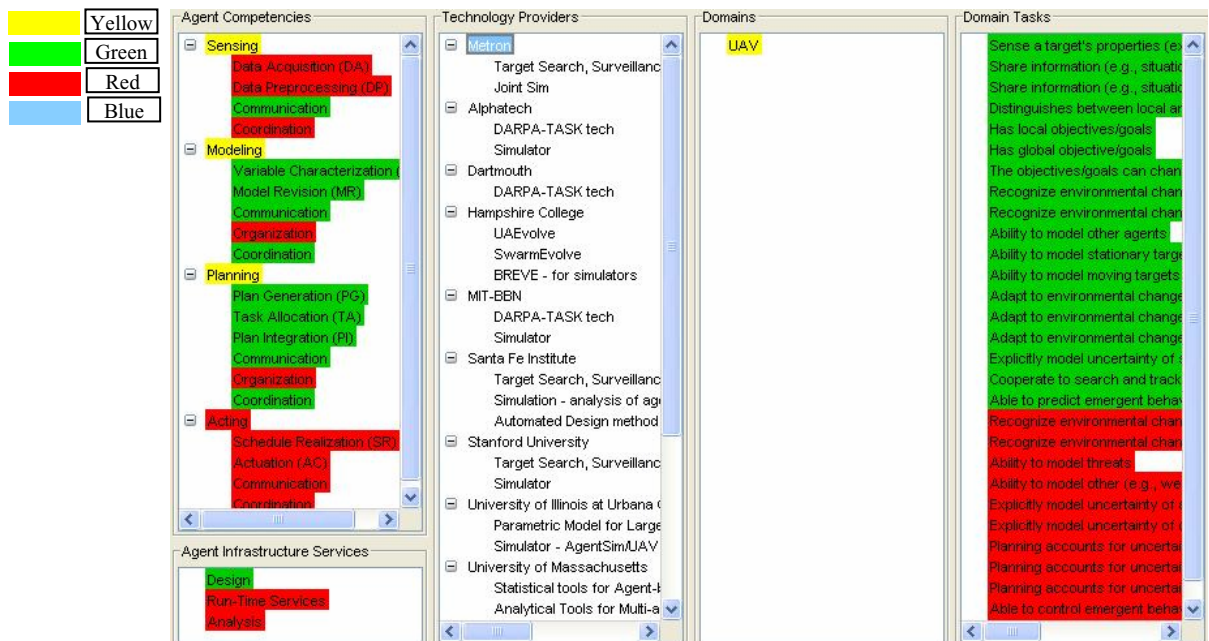 Yellow
Green
Red
Blue
Agent Competencies
Sensing
Data Acquisition (DA)
Data Preprocessing (DP)
Communication
Coordination
Modeling
Variable Characterization (
Model Revision (MR)
Communication
Organization
Coordination
Planning
Plan Generation (PG)
Task Allocation (TA)
Plan Integration (PI)
Communication
Organization
Coordination
Acting
Schedule Realization (SR)
Actuation (AC)
Communication
Coordination
Agent Infrastructure Services
Design
Run-Time Services
Analysis
Technology Providers
Metron
Target Search, Surveillanc
Joint Sim
Alphatech
DARPA-TASK tech
Simulator
Dartmouth
DARPA-TASK tech
Hampshire College
UAEvolve
SwarmEvolve
BREVE - for simulators
MIT-BBN
DARPA-TASK tech
Simulator
Santa Fe Institute
Target Search, Surveillanc
Simulation - analysis of ag
Automated Design method
Stanford University
Target Search, Surveillanc
Simulator
University of Illinois at Urbana
Parametric Model for Large
Simulator - AgentSim/UAV
University of Massachusetts
Statistical tools for Agent-
Analytical Tools for Multi-a
Domains
UAV
Domain Tasks
Sense a target's properties (ex
Share information (e.g., situatio
Share information (e.g., situatio
Distinguishes between local an
Has local objectives/goals
Has global objective/goals
The objectives/goals can chan
Recognize environmental chan
Recognize environmental chan
Ability to model other agents
Ability to model stationary targe
Ability to model moving targets
Adapt to environmental change
Adapt to environmental change
Adapt to environmental change
Explicitly model uncertainty of s
Cooperate to search and track
Able to predict emergent behav
Recognize environmental chan
Recognize environmental chan
Ability to model threats
Ability to model other (e.g., we
Explicitly model uncertainty of
Explicitly model uncertainty of
Planning accounts for uncertai
Planning accounts for uncertai
Planning accounts for uncertai
Able to control emergent behav